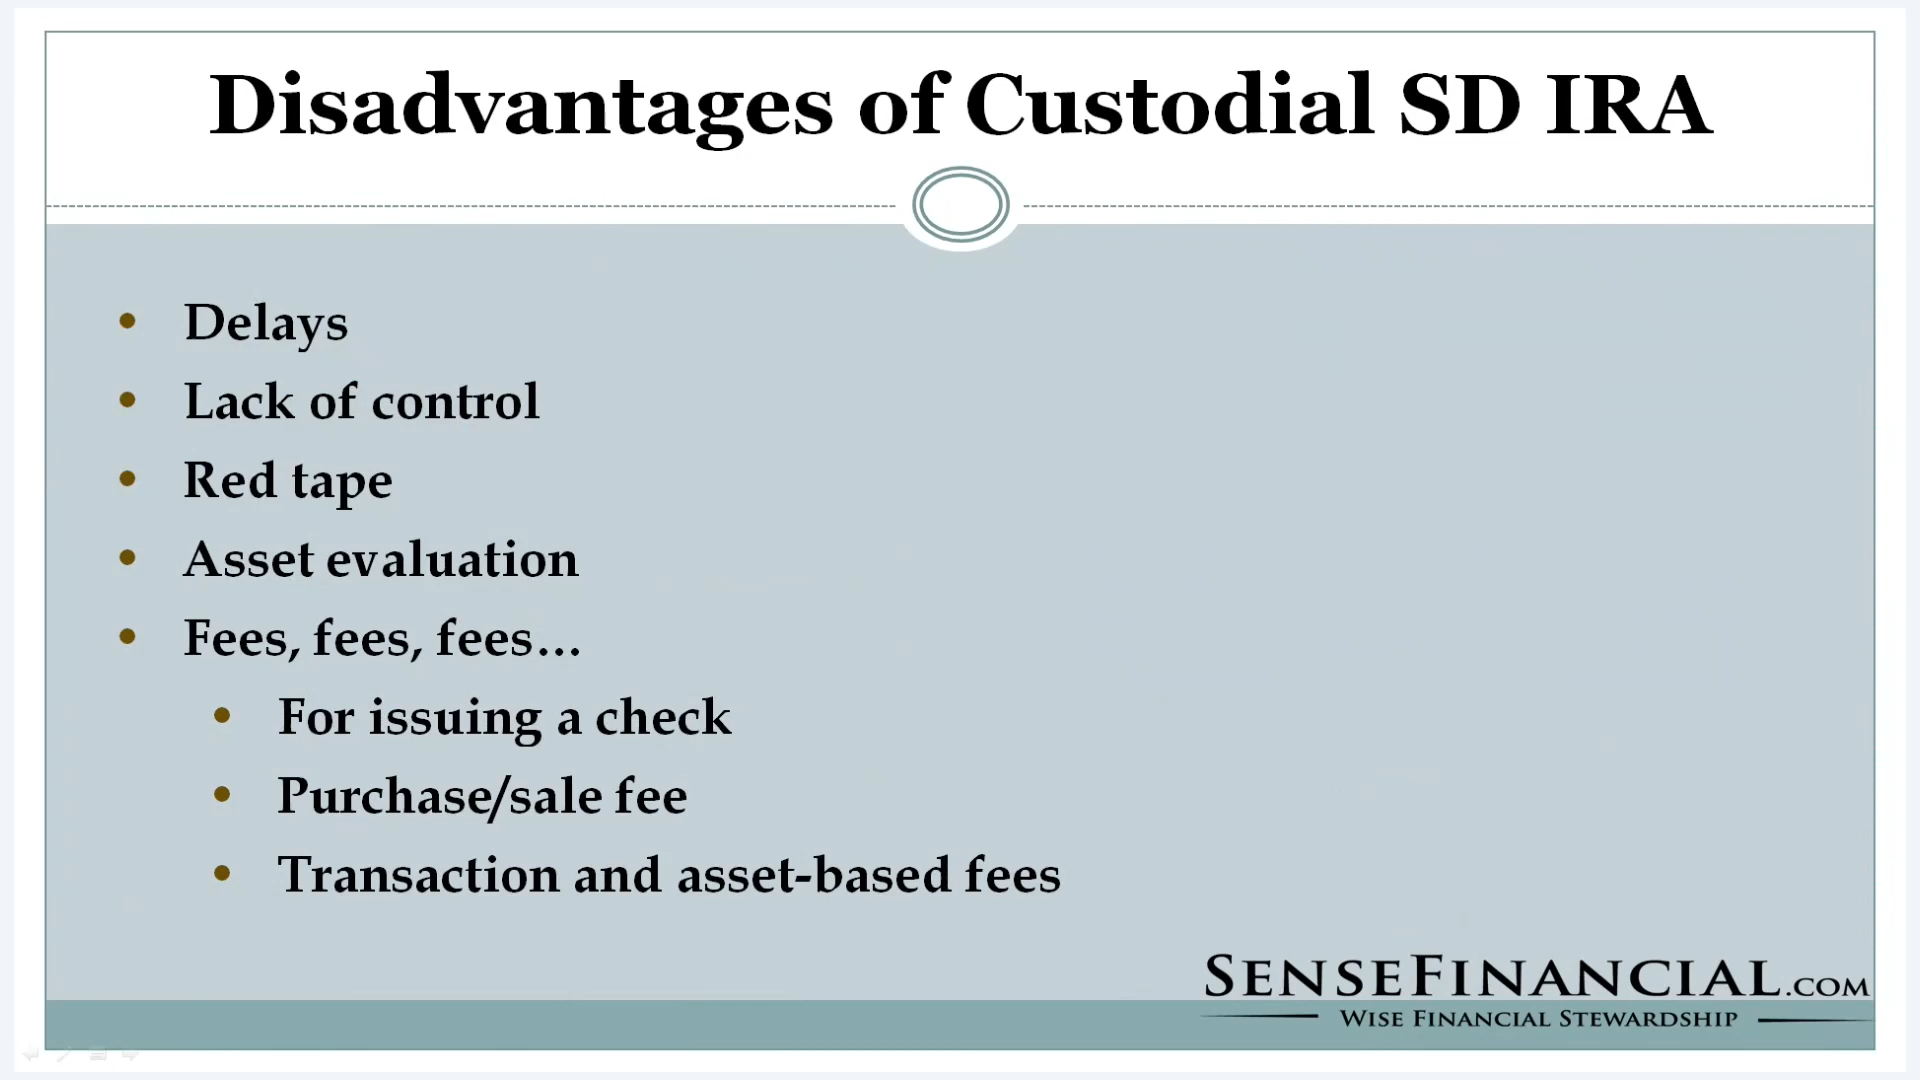 Disadvantages of Custodial SD IRA
• Delays
• Lack of control
• Red tape
• Asset evaluation
• Fees, fees, fees…
• For issuing a check
• Purchase/sale fee
• Transaction and asset-based fees
SENSEFINANCIAL.COM
WISE FINANCIAL STEWARDSHIP